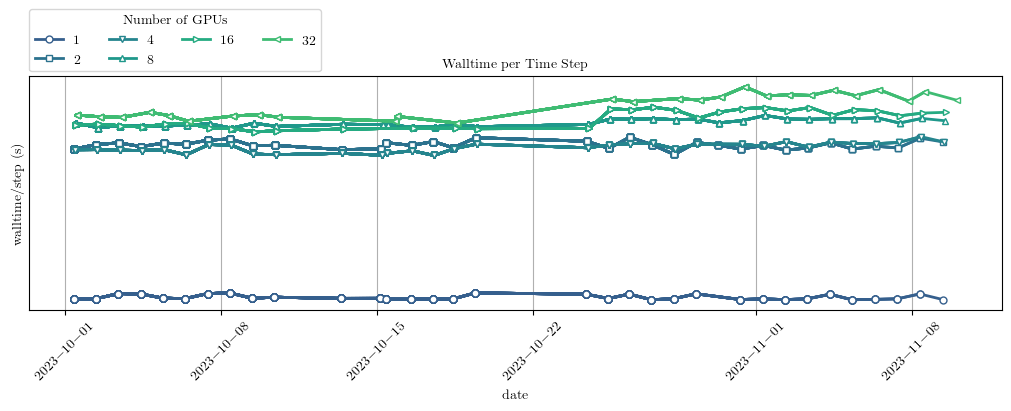 Number of GPUs
1 4 16 32
2 8
Walltime per Time Step
walltime/step (s)
2023−10−01 2023−10−08 2023−10−15 2023−10−22 2023−11−01 2023−11−08
date